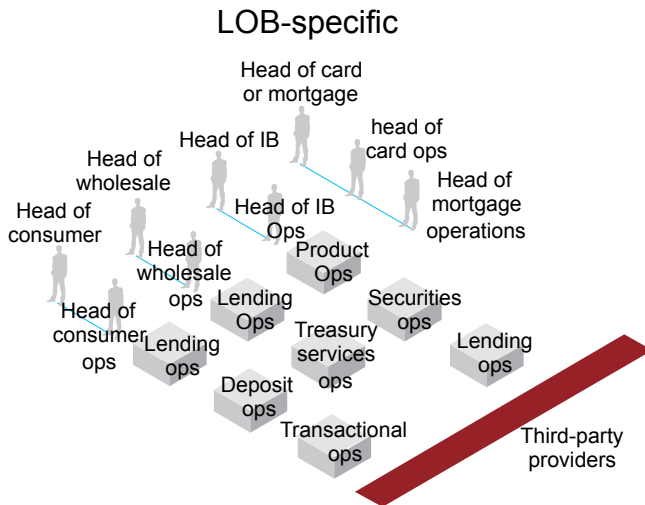 LOB-specific
Head of card
or mortgage
head of
card ops
Head of
mortgage
operations
Head of IB
Head of IB
Ops
Head of
wholesale
Head of
wholesale
ops
Head of
consumer
Head of
consumer
ops
Product
Ops
Lending
Ops
Securities
ops
Lending
ops
Treasury
services
ops
Lending
ops
Deposit
ops
Transactional
ops
Third-party
providers